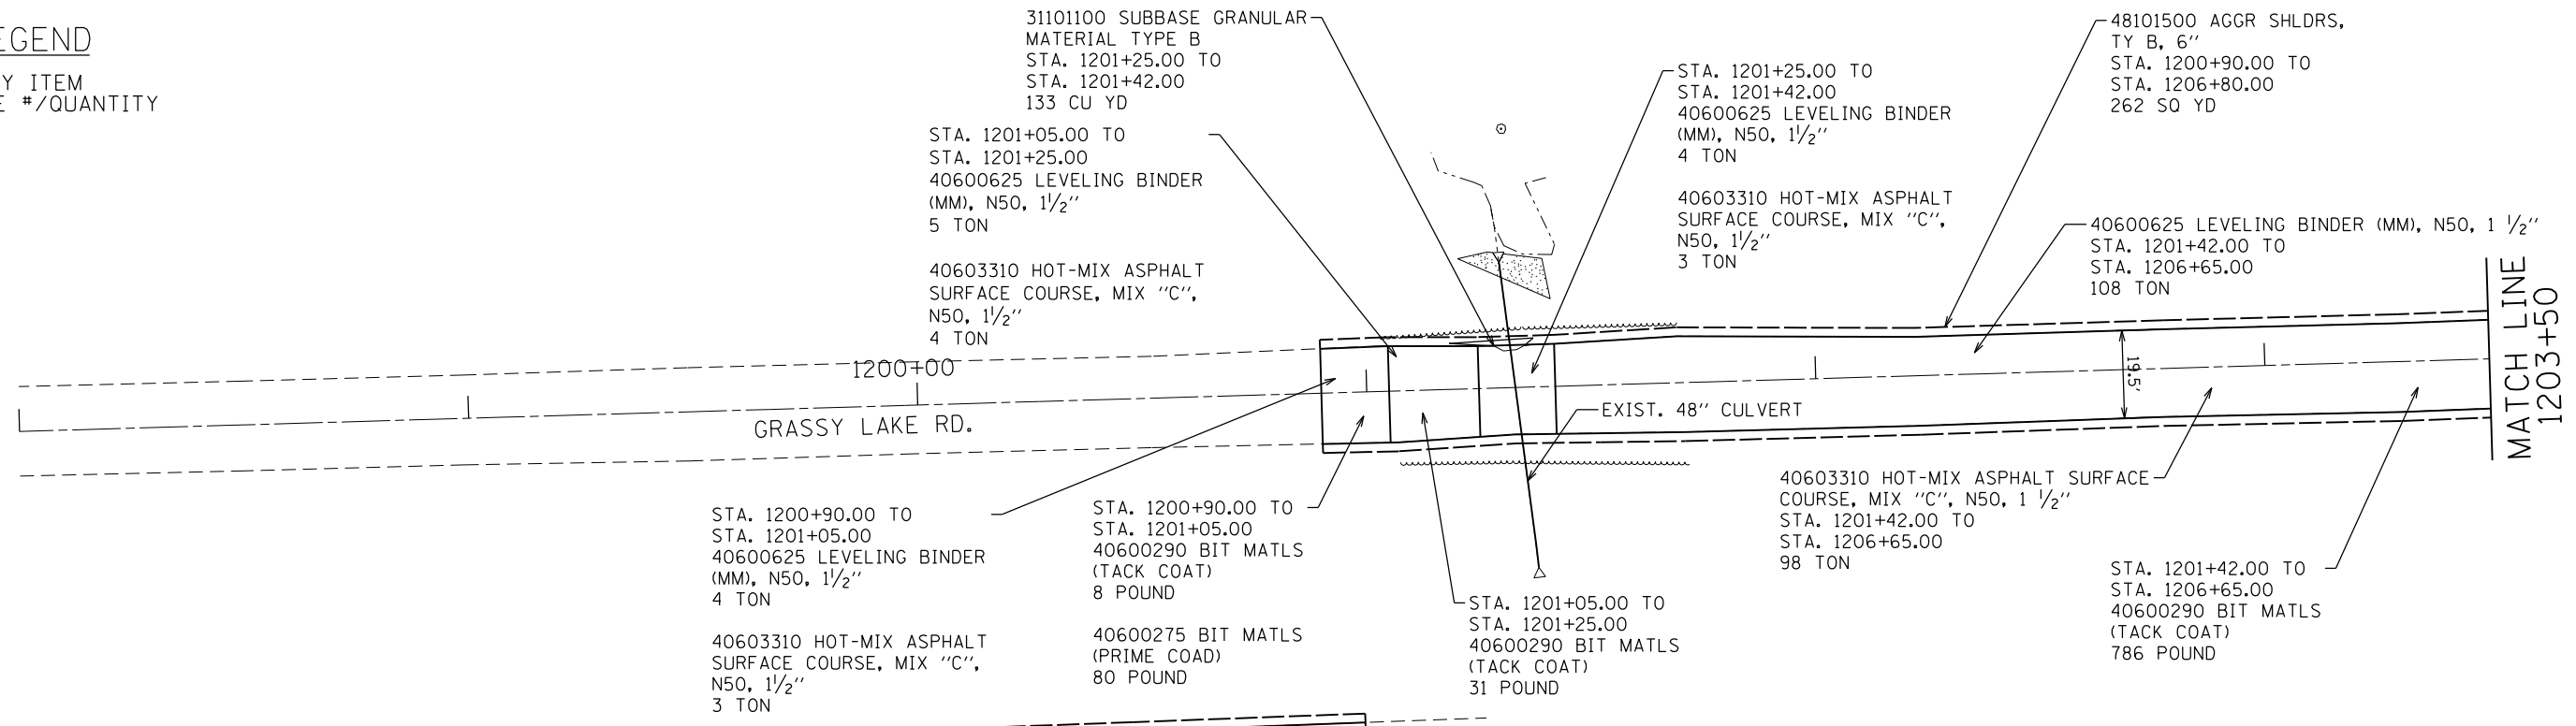 EGEND
Y ITEM
E #/QUANTITY
31101100 SUBBASE GRANULAR
MATERIAL TYPE B
STA. 1201+25.00 TO
STA. 1201+42.00
133 CU YD
STA. 1201+05.00 TO
STA. 1201+25.00
40600625 LEVELING BINDER
(MM), N50, 1½''
5 TON
40603310 HOT-MIX ASPHALT
SURFACE COURSE, MIX ''C'',
N50, 1½''
4 TON
STA. 1201+25.00 TO
STA. 1201+42.00
40600625 LEVELING BINDER
(MM), N50, 1½''
4 TON
40603310 HOT-MIX ASPHALT
SURFACE COURSE, MIX ''C'',
N50, 1½''
3 TON
48101500 AGGR SHLDRS,
TY B, 6''
STA. 1200+90.00 TO
STA. 1206+80.00
262 SQ YD
40600625 LEVELING BINDER (MM), N50, 1 ½''
STA. 1201+42.00 TO
STA. 1206+65.00
108 TON
MATCH LINE
1203+50
1200+00
GRASSY LAKE RD.
19.5'
EXIST. 48'' CULVERT
STA. 1200+90.00 TO
STA. 1201+05.00
40600625 LEVELING BINDER
(MM), N50, 1½''
4 TON
40603310 HOT-MIX ASPHALT
SURFACE COURSE, MIX ''C'',
N50, 1½''
3 TON
STA. 1200+90.00 TO
STA. 1201+05.00
40600290 BIT MATLS
(TACK COAT)
8 POUND
40600275 BIT MATLS
(PRIME COAD)
80 POUND
STA. 1201+05.00 TO
STA. 1201+25.00
40600290 BIT MATLS
(TACK COAT)
31 POUND
40603310 HOT-MIX ASPHALT SURFACE
COURSE, MIX ''C'', N50, 1 ½''
STA. 1201+42.00 TO
STA. 1206+65.00
98 TON
STA. 1201+42.00 TO
STA. 1206+65.00
40600290 BIT MATLS
(TACK COAT)
786 POUND